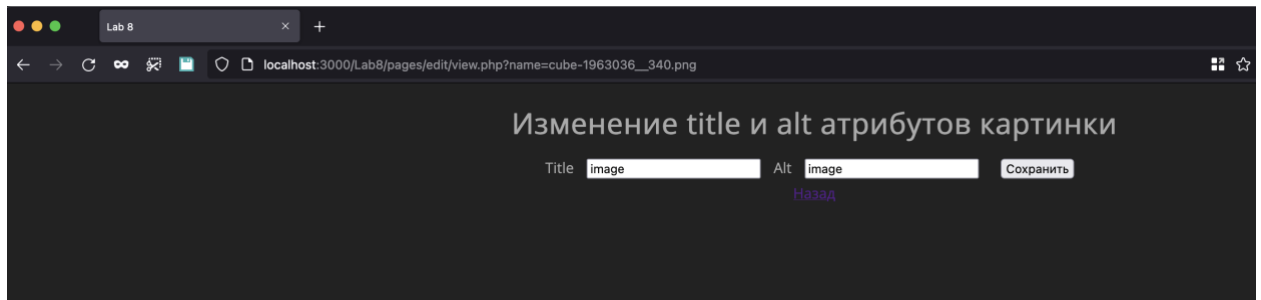 Lab 8
localhost:3000/Lab8/pages/edit/view.php?name=cube-1963036__340.png
Изменение title и alt атрибутов картинки
Title image Alt image Сохранить
Назад